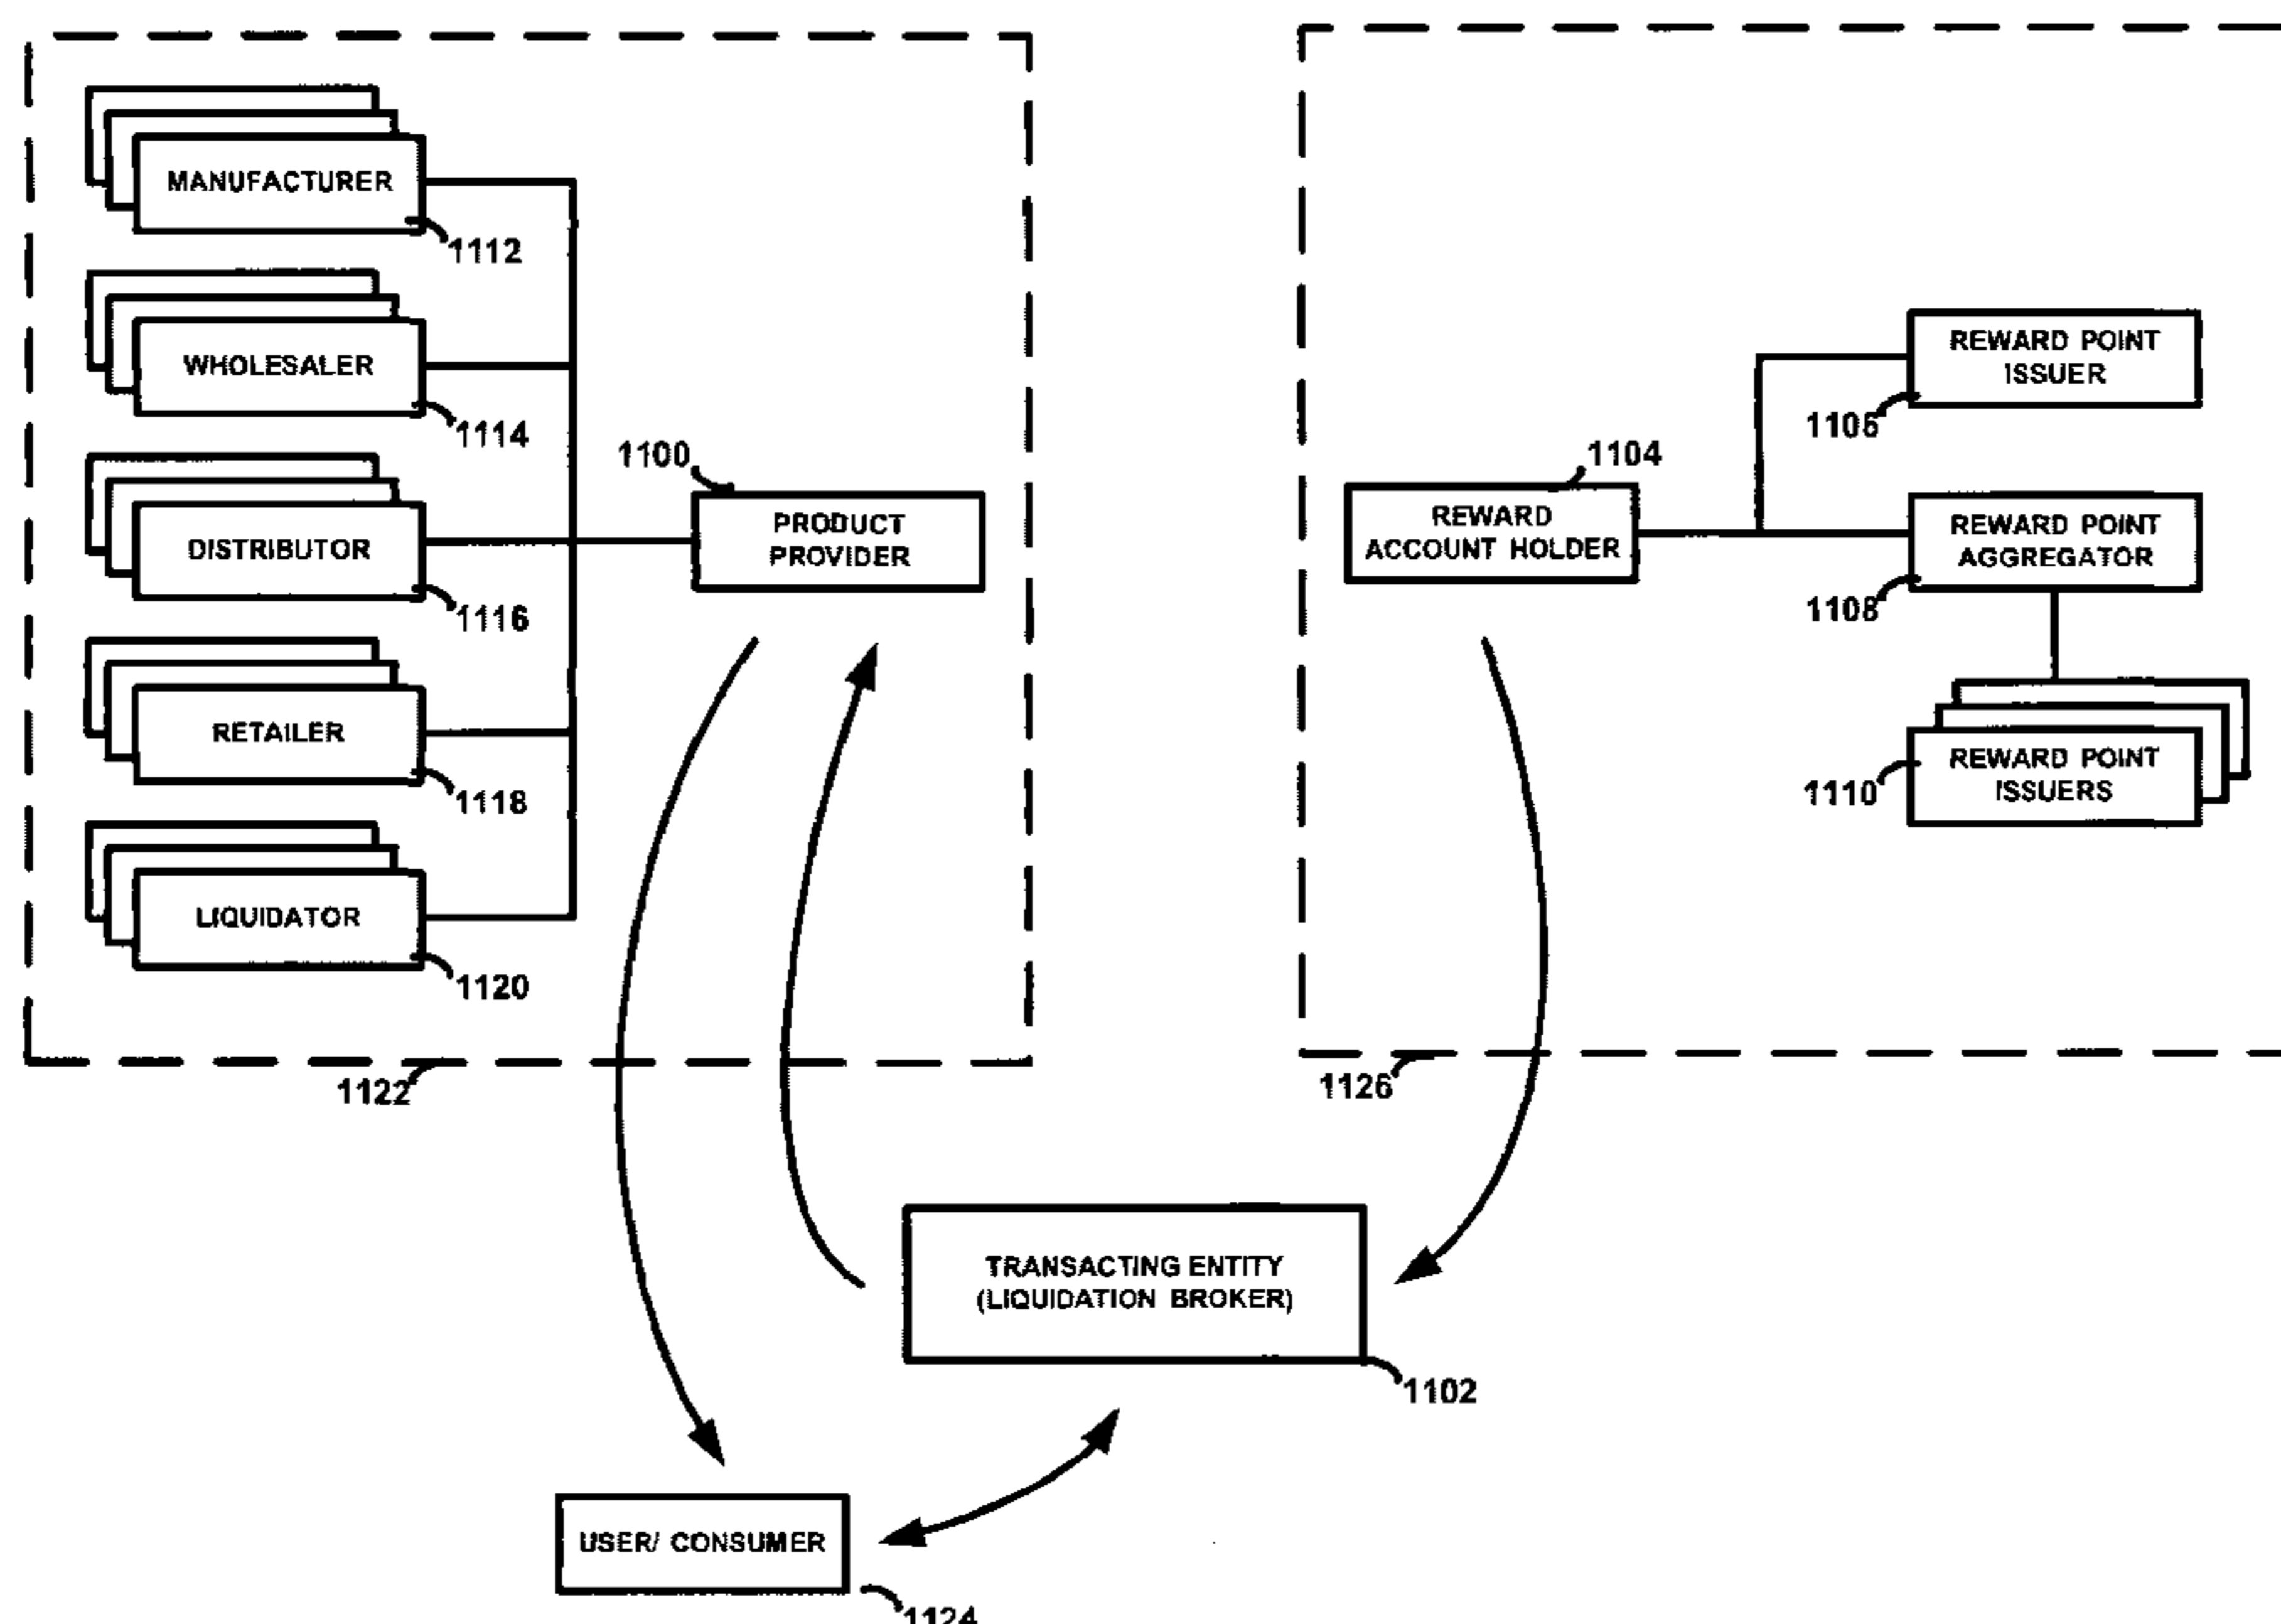 MANUFACTURER
1112
WHOLESALER
1114
DISTRIBUTOR
1116
RETAILER
1118
LIQUIDATOR
1120
1100
PRODUCT
PROVIDER
1122
1104
REWARD
ACCOUNT HOLDER
REWARD POINT
ISSUER
1106
REWARD POINT
AGGREGATOR
1108
REWARD POINT
ISSUERS
1110
1126
TRANSACTING ENTITY
(LIQUIDATION BROKER)
1102
USER/ CONSUMER
1124